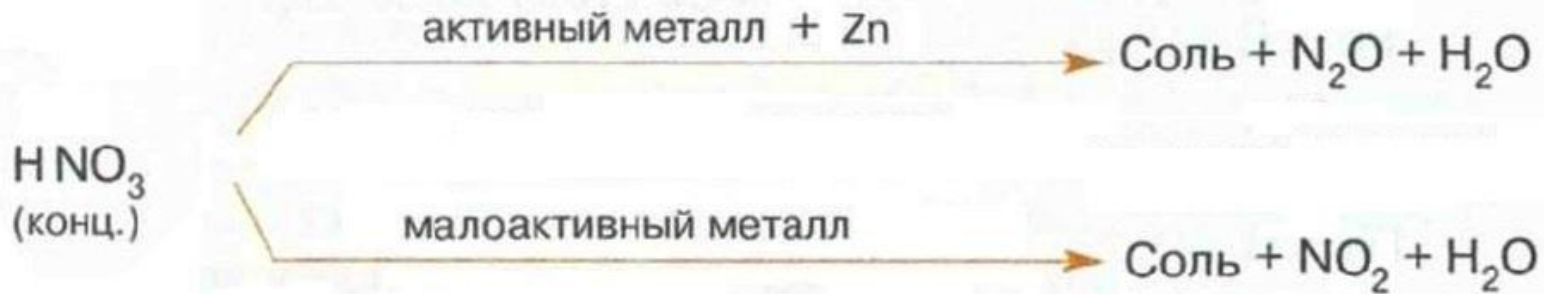 активный металл + Zn
Соль + N₂O + H₂O
HNO₃
(конц.)
малоактивный металл
Соль + NO₂ + H₂O